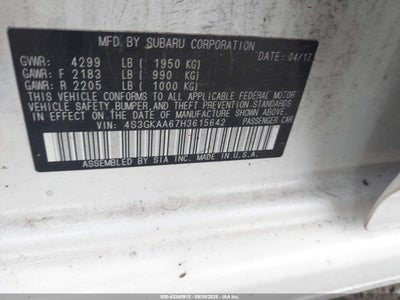 MFD BY SUBARU CORPORATION
GVWR: 4299 LB ( 1950 KG) DATE: 04/17
GAWR: F 2183 LB ( 990 KG)
GAWR: R 2205 LB ( 1000 KG)
THIS VEHICLE CONFORMS TO ALL APPLICABLE FEDERAL MOTOR
VEHICLE SAFETY, BUMPER, AND THEFT PREVENTION STANDARDS
IN EFFECT ON THE DATE OF MANUFACTURE SHOWN ABOVE.
VIN: 4S3GKAA67H3615642 PASSENGER CAR
ASSEMBLED BY SIA INC. MADE IN U.S.A.